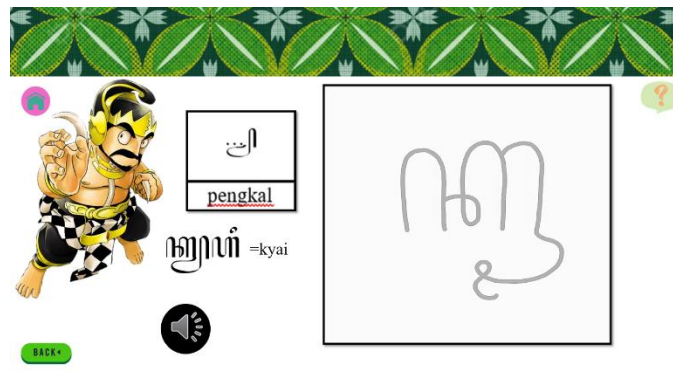 ?
...ꦾ
pengkal
ꦏꦾꦲꦶ =kyai
BACK